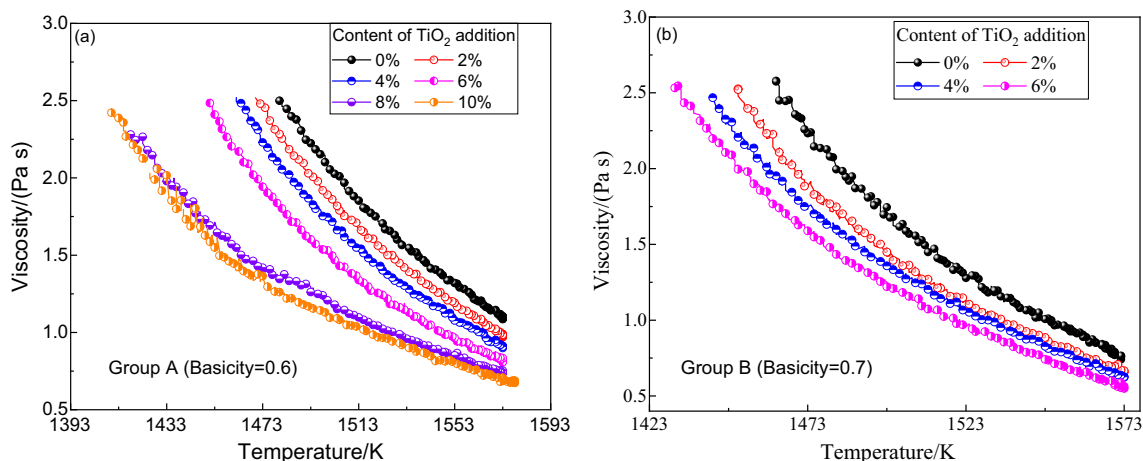 (a)
Content of TiO₂ addition
0% 2%
4% 6%
8% 10%
3.0
2.5
2.0
1.5
1.0
0.5
Viscosity/(Pa s)
Group A (Basicity=0.6)
1393 1433 1473 1513 1553 1593
Temperature/K
(b)
Content of TiO₂ addition
0% 2%
4% 6%
3.0
2.5
2.0
1.5
1.0
0.5
Viscosity/(Pa s)
Group B (Basicity=0.7)
1423 1473 1523 1573
Temperature/K